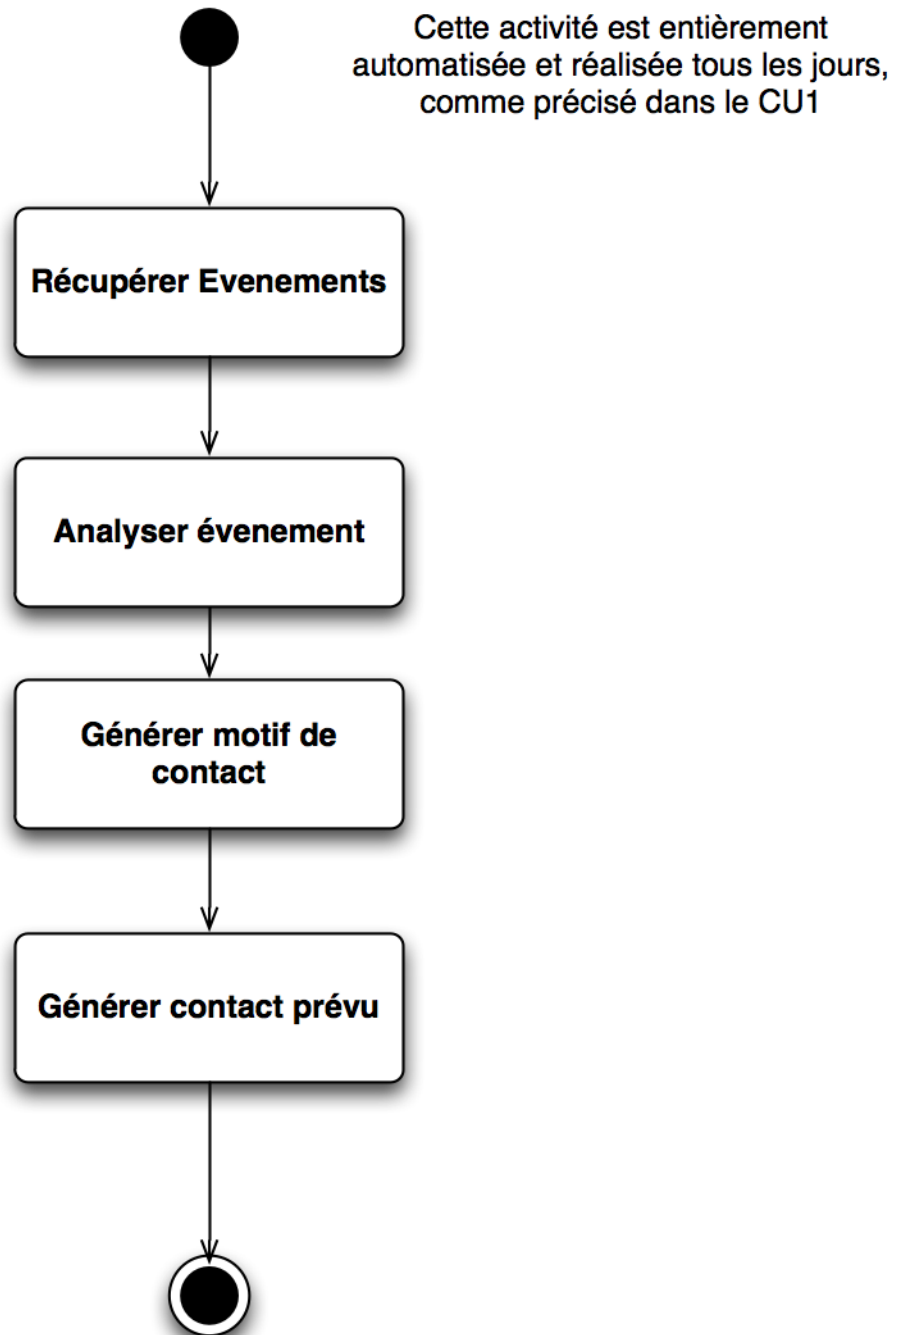 Cette activité est entièrement
automatisée et réalisée tous les jours,
comme précisé dans le CU1
Récupérer Evenements
Analyser évenement
Générer motif de
contact
Générer contact prévu